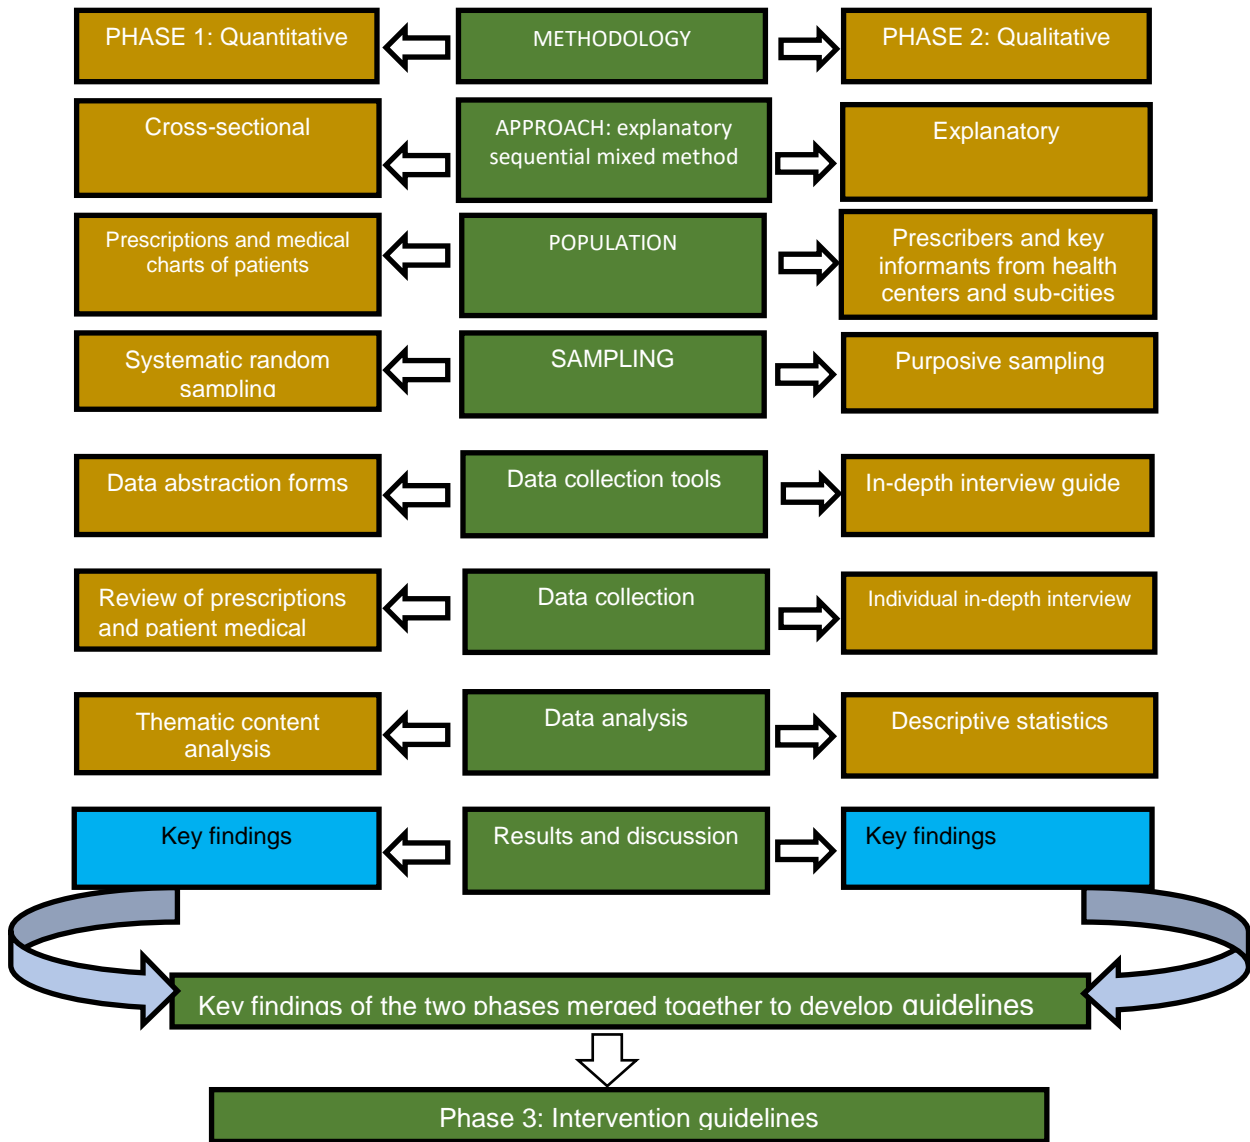 PHASE 1: Quantitative
METHODOLOGY
PHASE 2: Qualitative
Cross-sectional
APPROACH: explanatory
sequential mixed method
Explanatory
Prescriptions and medical
charts of patients
POPULATION
Prescribers and key
informants from health
centers and sub-cities
Systematic random
sampling
SAMPLING
Purposive sampling
Data abstraction forms
Data collection tools
In-depth interview guide
Review of prescriptions
and patient medical
Data collection
Individual in-depth interview
Thematic content
analysis
Data analysis
Descriptive statistics
Key findings
Results and discussion
Key findings
Key findings of the two phases merged together to develop guidelines
Phase 3: Intervention guidelines